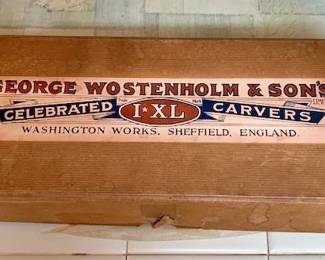 GEORGE WOSTENHOLM & SON'S
CELEBRATED I*XL CARVERS
WASHINGTON WORKS, SHEFFIELD, ENGLAND.